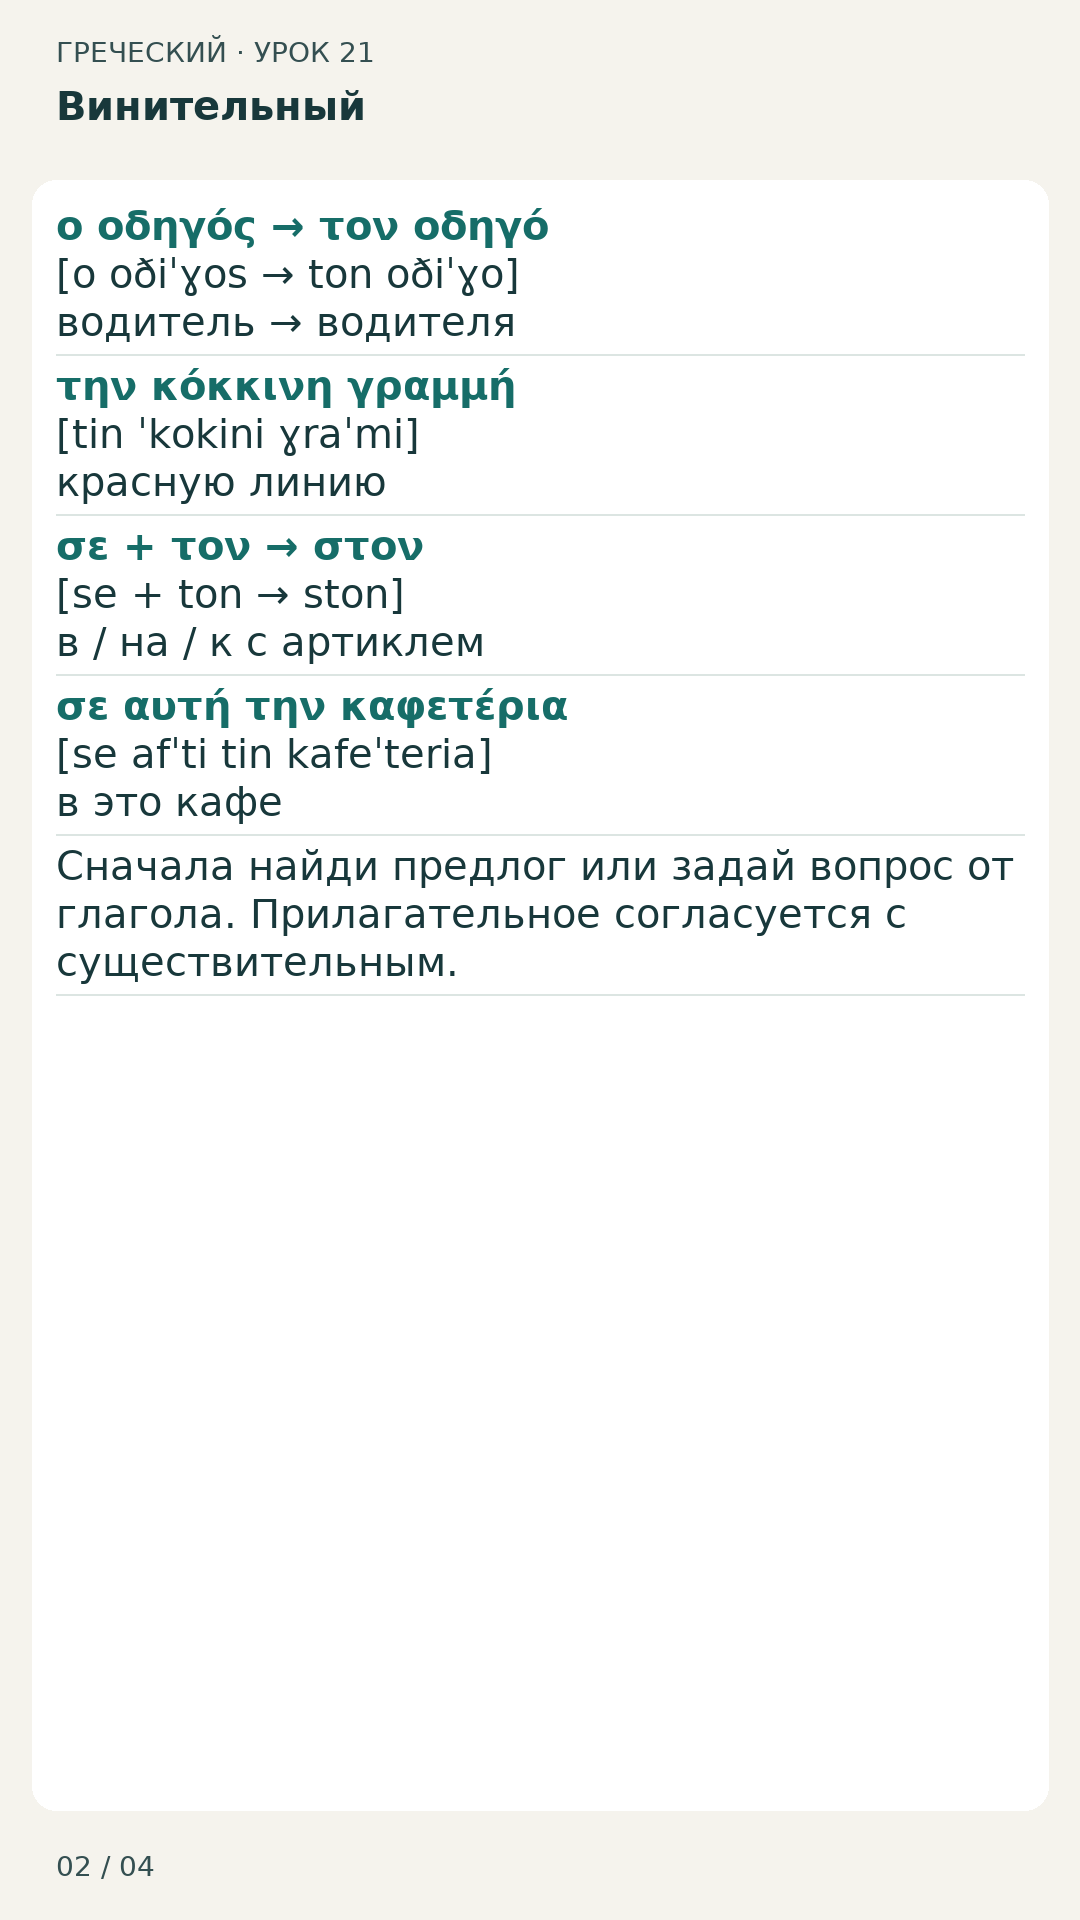 ГРЕЧЕСКИЙ · УРОК 21
Винительный
ο οδηγός → τον οδηγό
[o oðiˈɣos → ton oðiˈɣo]
водитель → водителя
την κόκκινη γραμμή
[tin ˈkokini ɣraˈmi]
красную линию
σε + τον → στον
[se + ton → ston]
в / на / к с артиклем
σε αυτή την καφετέρια
[se afˈti tin kafeˈteria]
в это кафе
Сначала найди предлог или задай вопрос от
глагола. Прилагательное согласуется с
существительным.
02 / 04